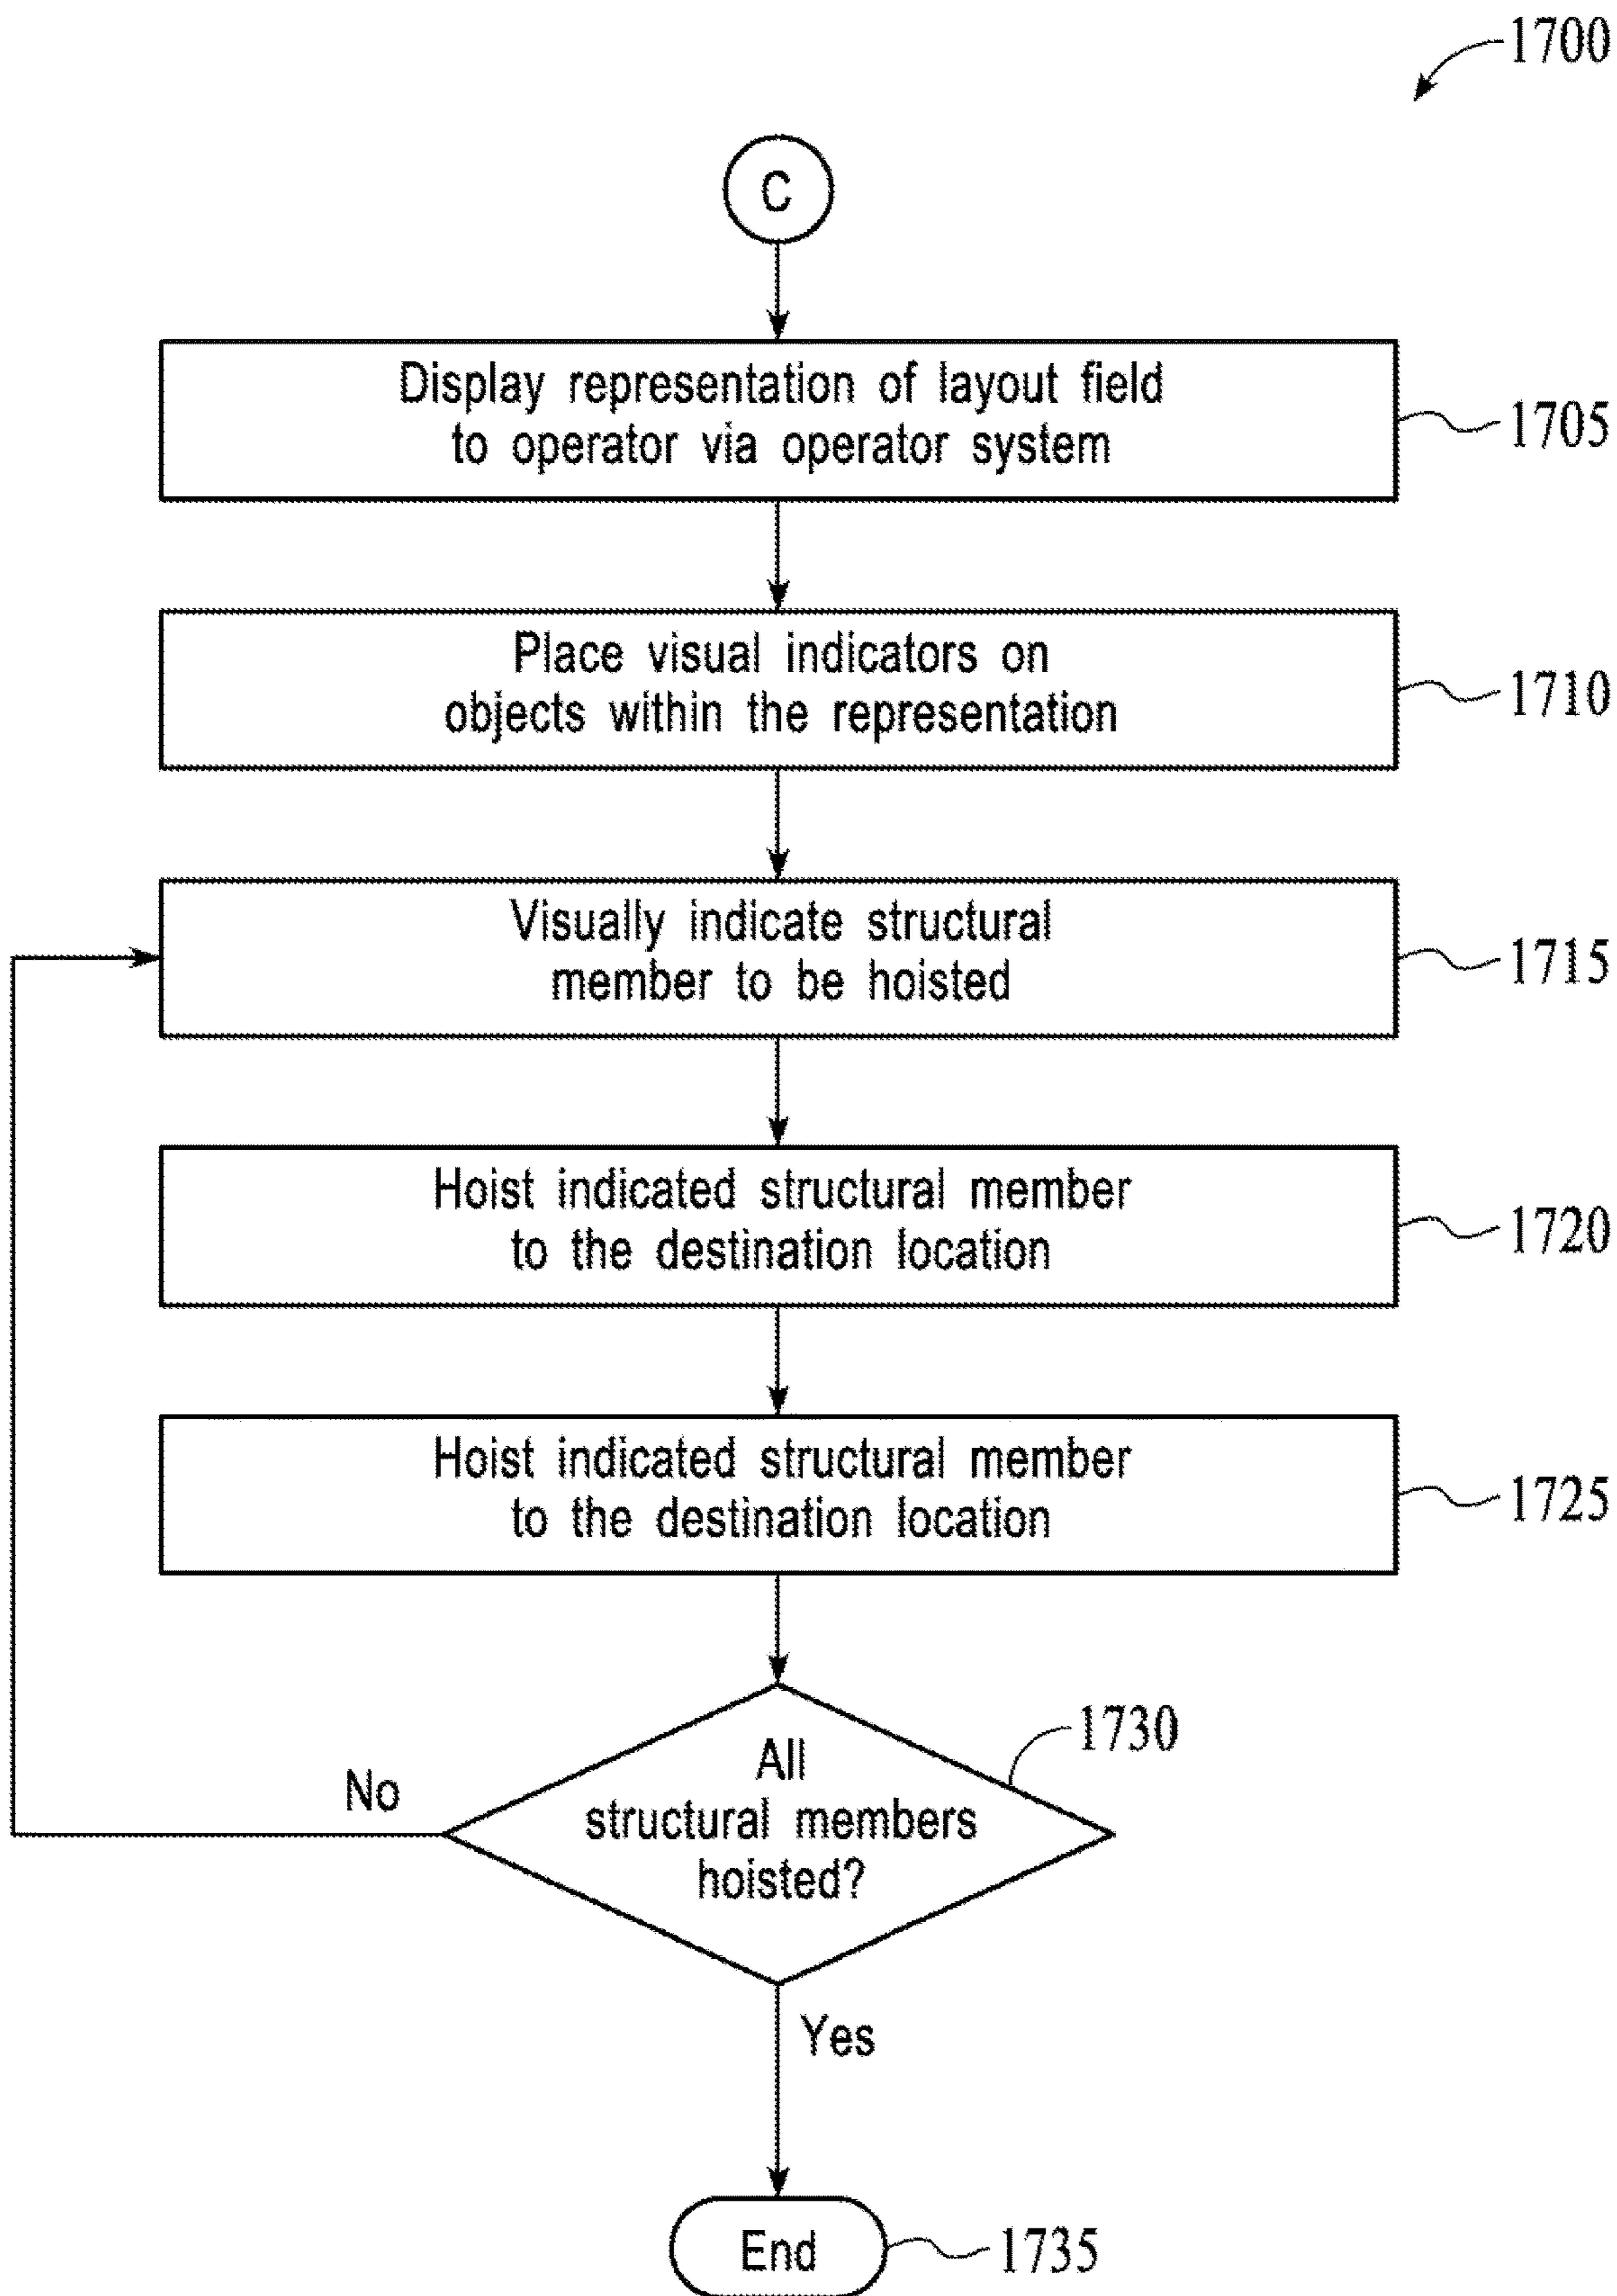 1700
C
Display representation of layout field
to operator via operator system
1705
Place visual indicators on
objects within the representation
1710
Visually indicate structural
member to be hoisted
1715
Hoist indicated structural member
to the destination location
1720
Hoist indicated structural member
to the destination location
1725
All
structural members
hoisted?
1730
No
Yes
End
1735